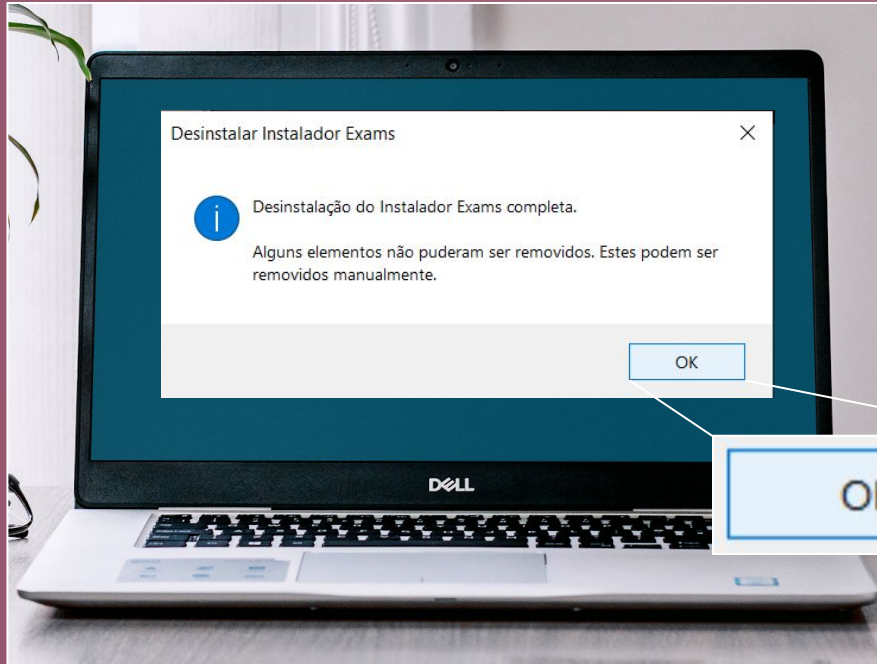 Desinstalar Instalador Exams
Desinstalação do Instalador Exams completa.
Alguns elementos não puderam ser removidos. Estes podem ser
removidos manualmente.
OK
DELL